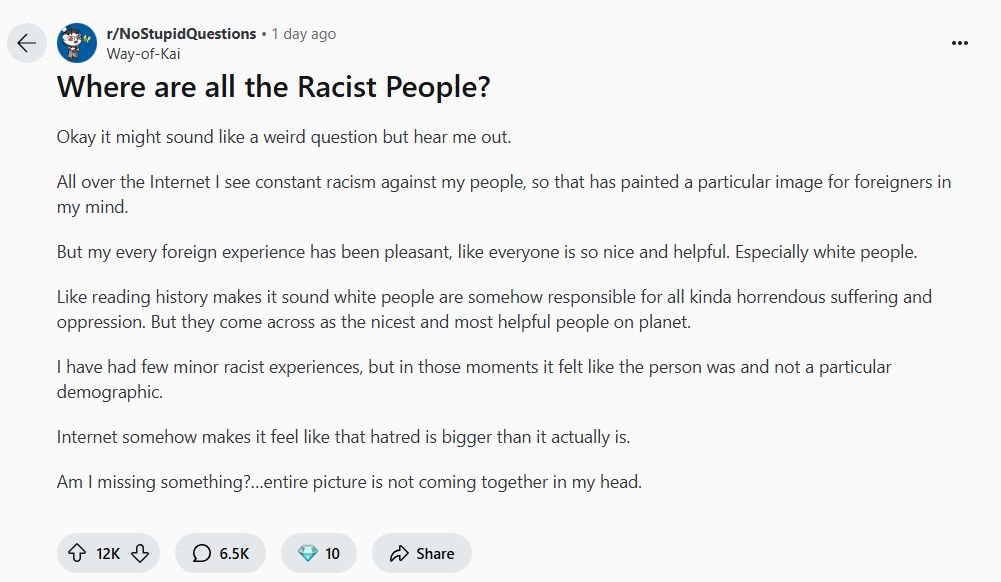 r/NoStupidQuestions • 1 day ago
Way-of-Kai
Where are all the Racist People?
Okay it might sound like a weird question but hear me out.
All over the Internet I see constant racism against my people, so that has painted a particular image for foreigners in
my mind.
But my every foreign experience has been pleasant, like everyone is so nice and helpful. Especially white people.
Like reading history makes it sound white people are somehow responsible for all kinda horrendous suffering and
oppression. But they come across as the nicest and most helpful people on planet.
I have had few minor racist experiences, but in those moments it felt like the person was and not a particular
demographic.
Internet somehow makes it feel like that hatred is bigger than it actually is.
Am I missing something?...entire picture is not coming together in my head.
12K 6.5K 10 Share